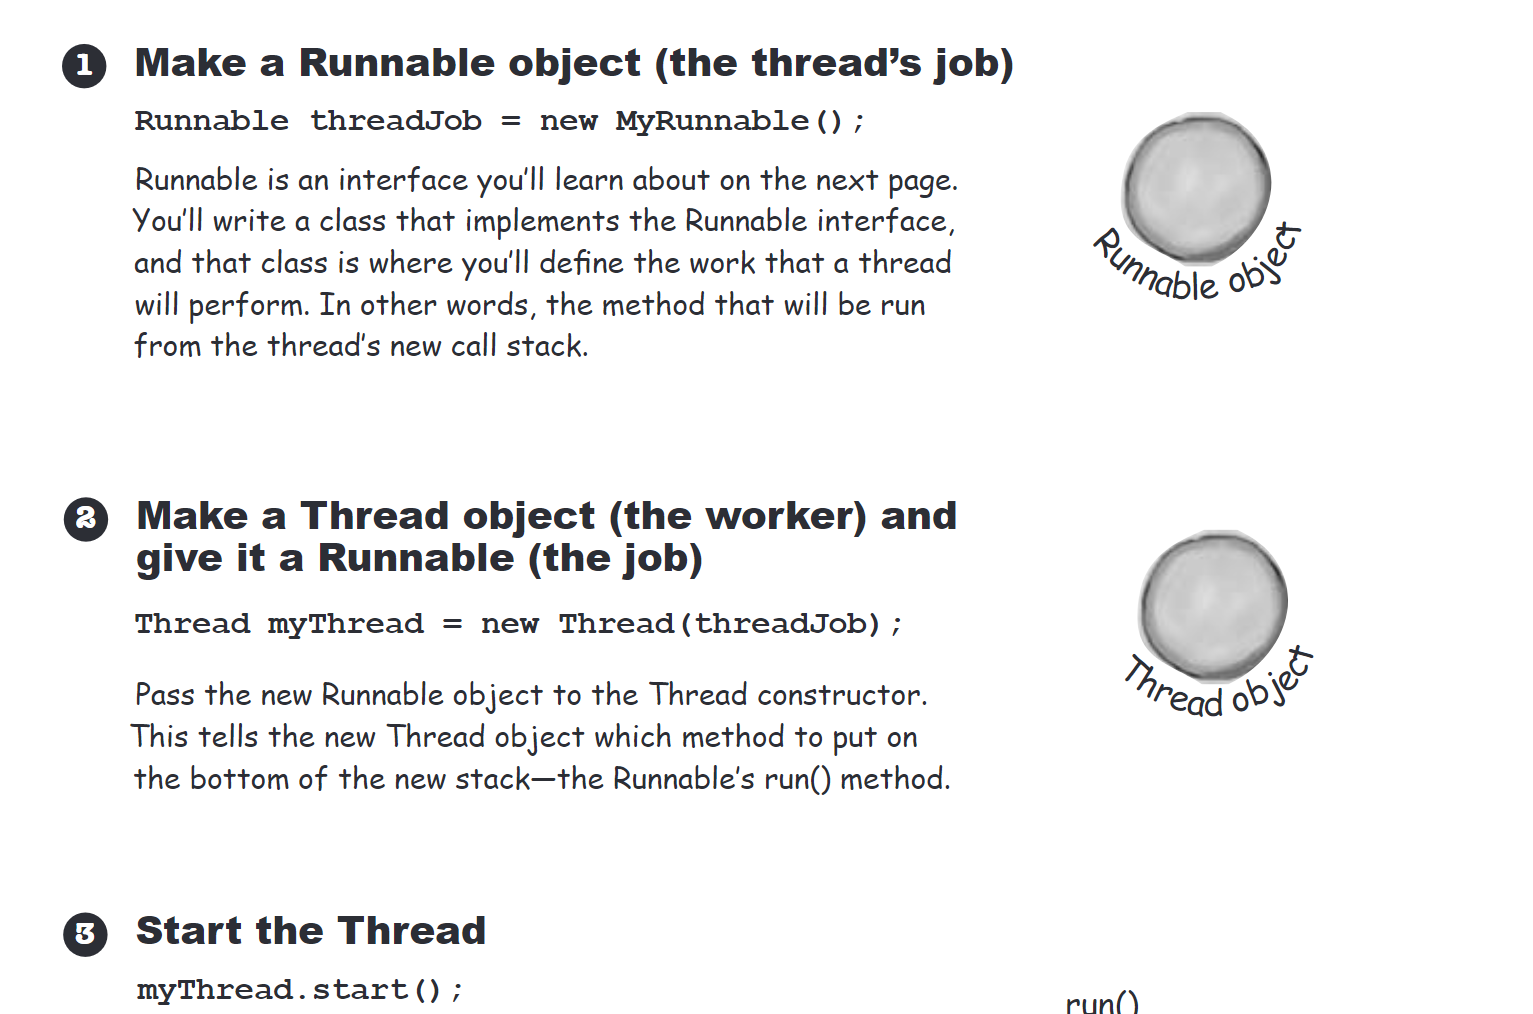 1 Make a Runnable object (the thread’s job)
Runnable threadJob = new MyRunnable();
Runnable is an interface you’ll learn about on the next page.
You’ll write a class that implements the Runnable interface,
and that class is where you’ll define the work that a thread
will perform. In other words, the method that will be run
from the thread’s new call stack.
Runnable object
2 Make a Thread object (the worker) and
give it a Runnable (the job)
Thread myThread = new Thread(threadJob);
Pass the new Runnable object to the Thread constructor.
This tells the new Thread object which method to put on
the bottom of the new stack—the Runnable’s run() method.
Thread object
3 Start the Thread
myThread.start();
run()